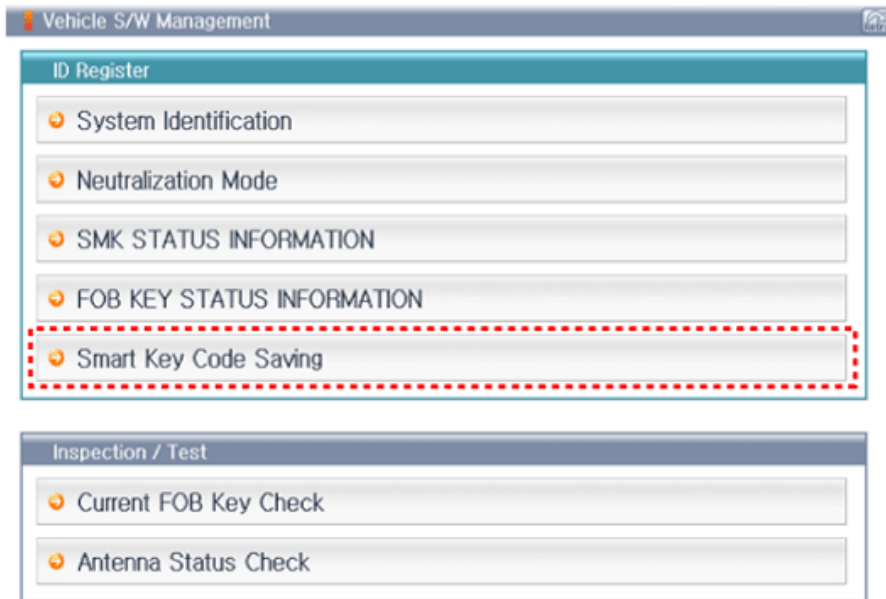 Vehicle S/W Management
ID Register
System Identification
Neutralization Mode
SMK STATUS INFORMATION
FOB KEY STATUS INFORMATION
Smart Key Code Saving
Inspection / Test
Current FOB Key Check
Antenna Status Check